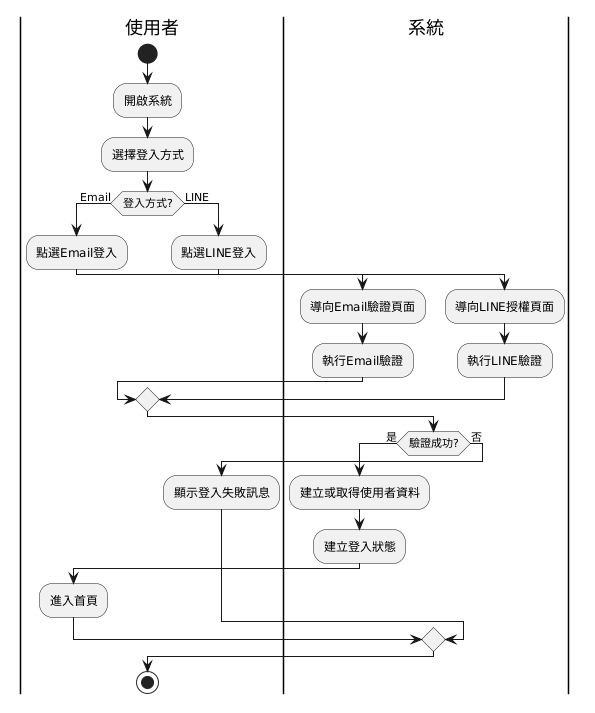 使用者
系統
開啟系統
選擇登入方式
Email
登入方式?
LINE
點選Email登入
點選LINE登入
導向Email驗證頁面
導向LINE授權頁面
執行Email驗證
執行LINE驗證
是
驗證成功?
否
顯示登入失敗訊息
建立或取得使用者資料
建立登入狀態
進入首頁